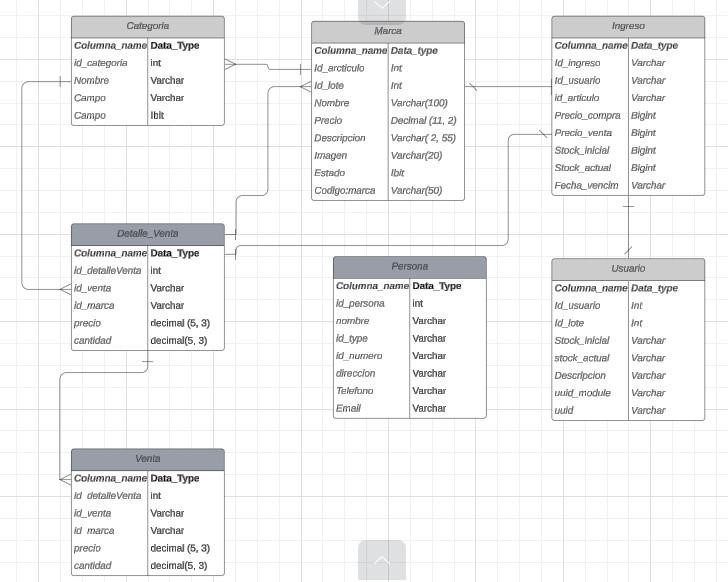 Categoria
Columna_name Data_Type
id_categoria int
Nombre Varchar
Campo Varchar
Campo lbit
Marca
Columna_name Data_type
Id_arcticulo Int
Id_lote Int
Nombre Varchar(100)
Precio Decimal (11, 2)
Descripcion Varchar( 2, 55)
Imagen Varchar(20)
Estado lbit
Codigo:marca Varchar(50)
Ingreso
Columna_name Data_type
Id_ingreso Varchar
Id_usuario Varchar
id_articulo Varchar
Precio_compra Bigint
Precio_venta Bigint
Stock_inicial Bigint
Stock_actual Bigint
Fecha_vencim Varchar
Detalle_Venta
Columna_name Data_Type
id_detalleVenta int
id_venta Varchar
id_marca Varchar
precio decimal (5, 3)
cantidad decimal(5, 3)
Persona
Columna_name Data_Type
id_persona int
nombre Varchar
id_type Varchar
id_numero Varchar
direccion Varchar
Telefono Varchar
Email Varchar
Usuario
Columna_name Data_type
Id_usuario Int
Id_lote Int
Stock_inicial Varchar
stock_actual Varchar
Descripcion Varchar
uuid_module Varchar
uuid Varchar
Venta
Columna_name Data_Type
id_detalleVenta int
id_venta Varchar
id_marca Varchar
precio decimal (5, 3)
cantidad decimal(5, 3)